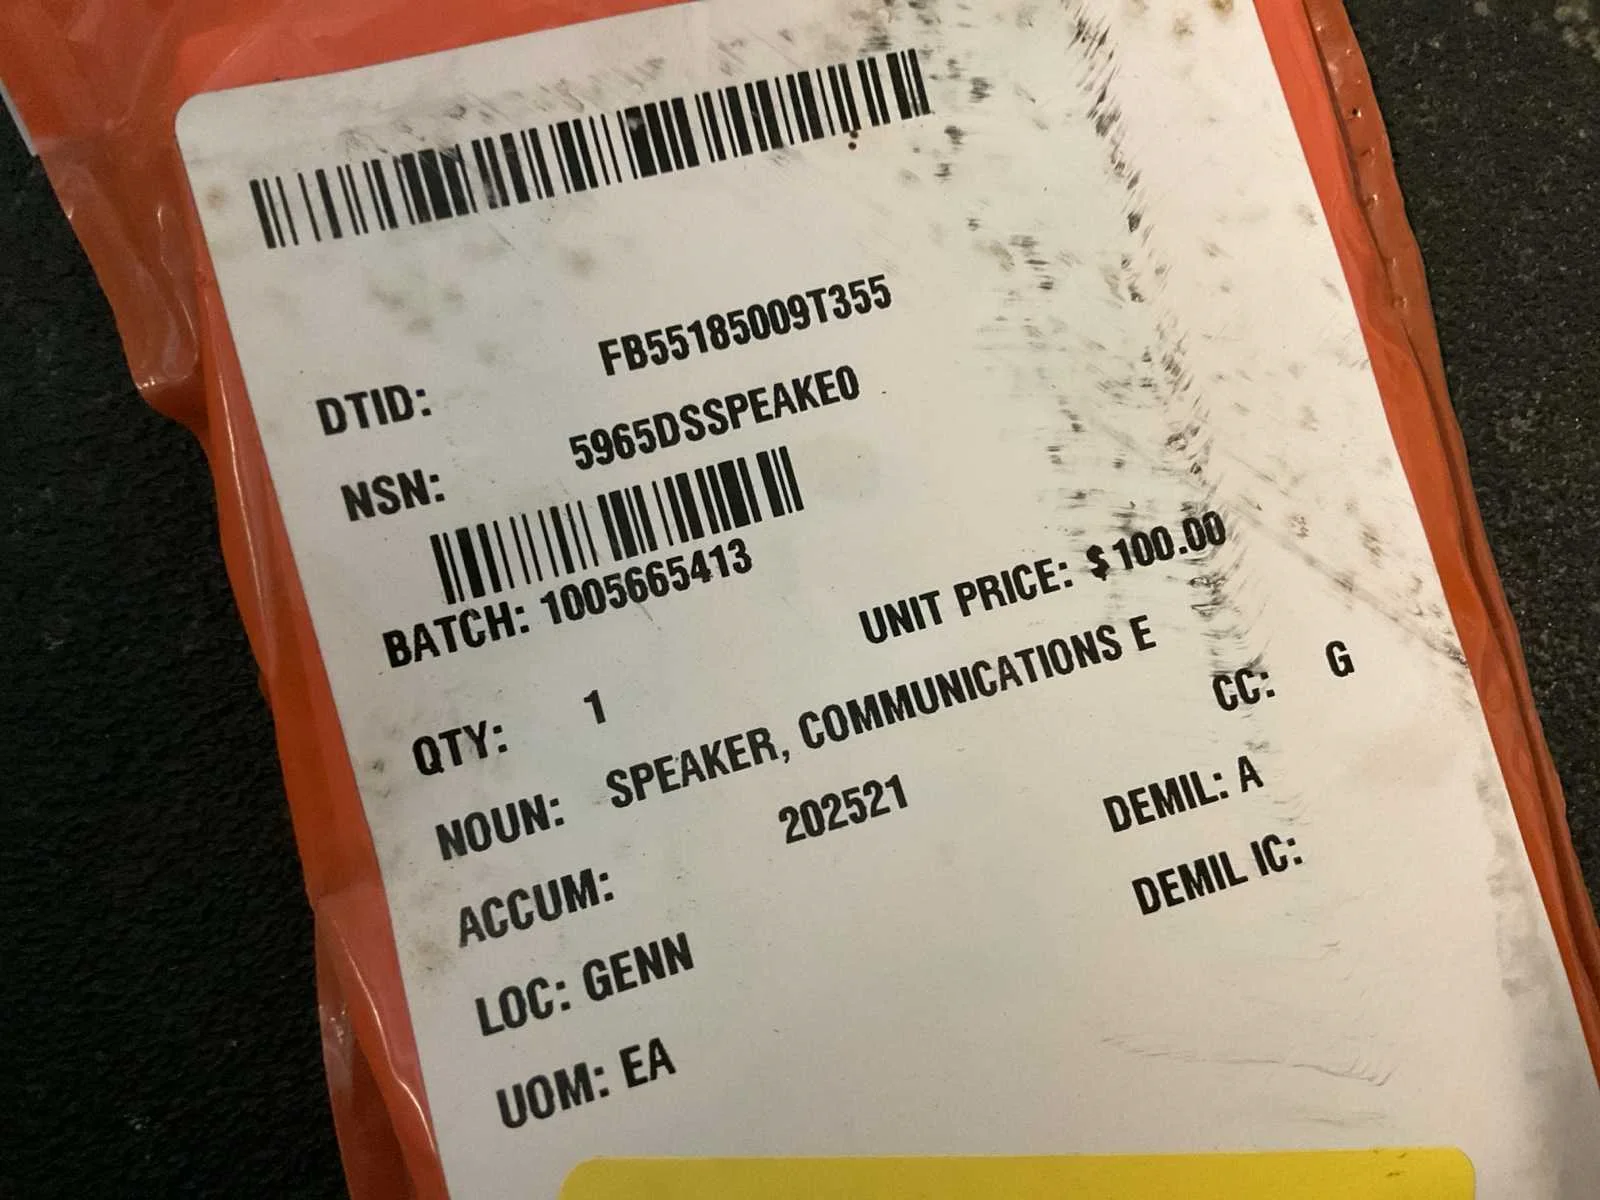 DTID: FB55185009T355
NSN: 5965DSSPEAKE0
BATCH: 1005665413
UNIT PRICE: $ 100.00
QTY: 1
CC: G
NOUN: SPEAKER, COMMUNICATIONS E
DEMIL: A
ACCUM: 202521
DEMIL IC:
LOC: GENN
UOM: EA